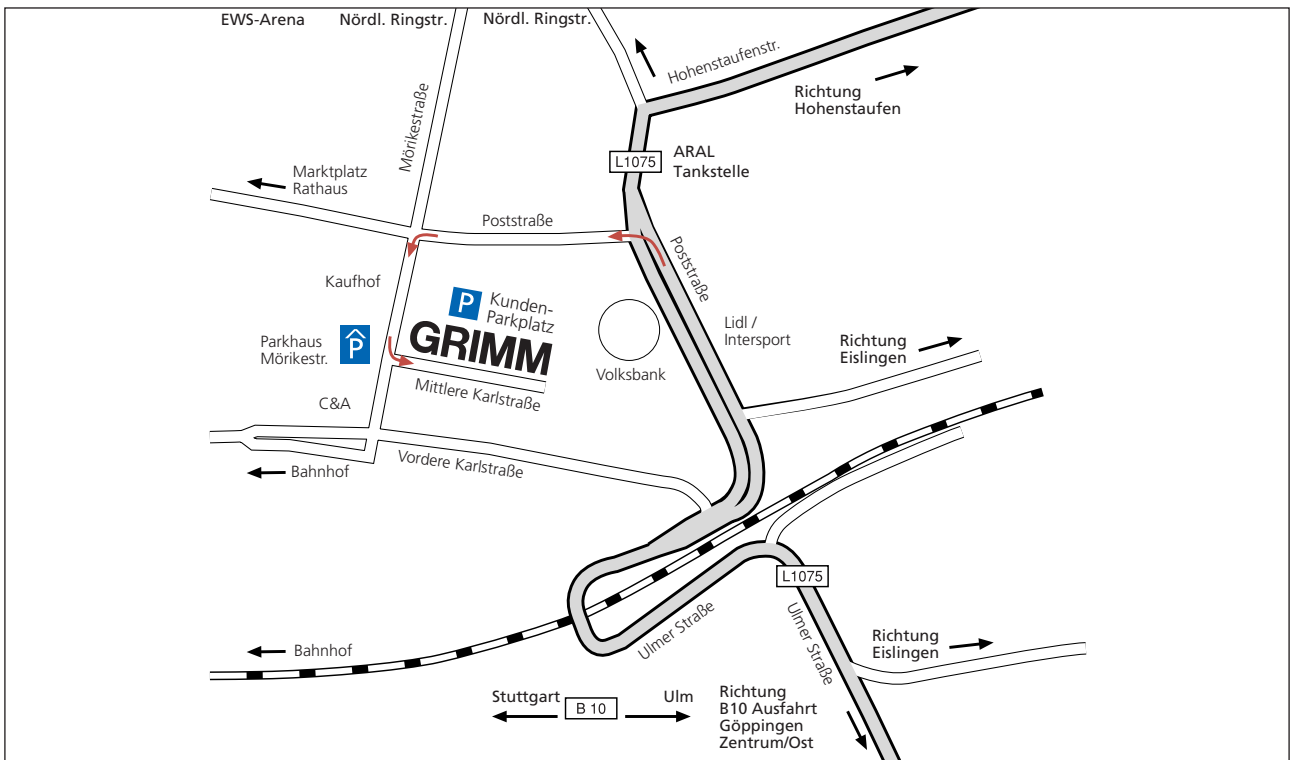 EWS-Arena
Nördl. Ringstr.
Nördl. Ringstr.
Hohenstaufenstr.
Richtung
Hohenstaufen
Mörikestraße
L1075
ARAL
Tankstelle
Marktplatz
Rathaus
Poststraße
Poststraße
Kaufhof
P
Kunden-
Parkplatz
GRIMM
Parkhaus
Mörikestr.
P
Lidl /
Intersport
Richtung
Eislingen
Volksbank
Mittlere Karlstraße
C&A
Vordere Karlstraße
Bahnhof
L1075
Ulmer Straße
Ulmer Straße
Richtung
Eislingen
Bahnhof
Stuttgart
B 10
Ulm
Richtung
B10 Ausfahrt
Göppingen
Zentrum/Ost